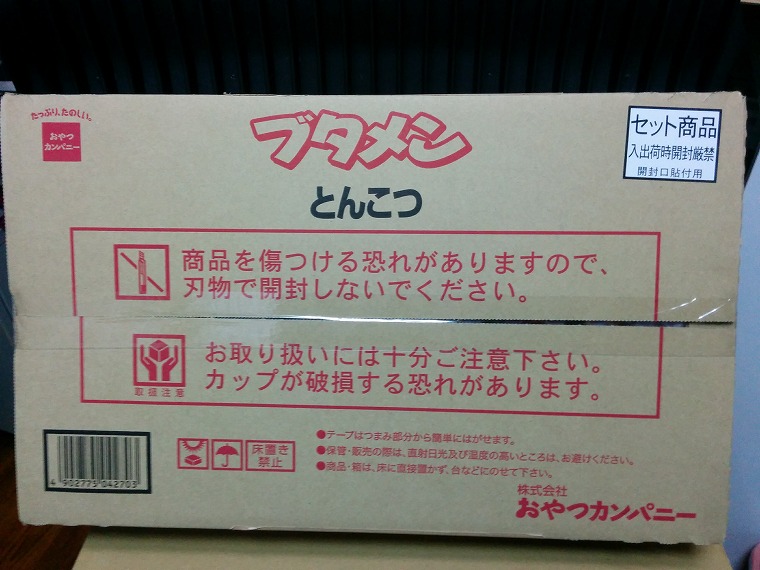 たっぷり、たのしい。
おやつ
カンパニー
ブタメン
とんこつ
セット商品
入出荷時開封厳禁
開封口貼付用
商品を傷つける恐れがありますので、
刃物で開封しないでください。
お取り扱いには十分ご注意下さい。
カップが破損する恐れがあります。
取扱注意
4 902775 042703
床置き
禁止
●テープはつまみ部分から簡単にはがせます。
●保管・販売の際は、直射日光及び湿度の高いところは、お避けください。
●商品・箱は、床に直接置かず、台などにのせて下さい。
株式会社
おやつカンパニー